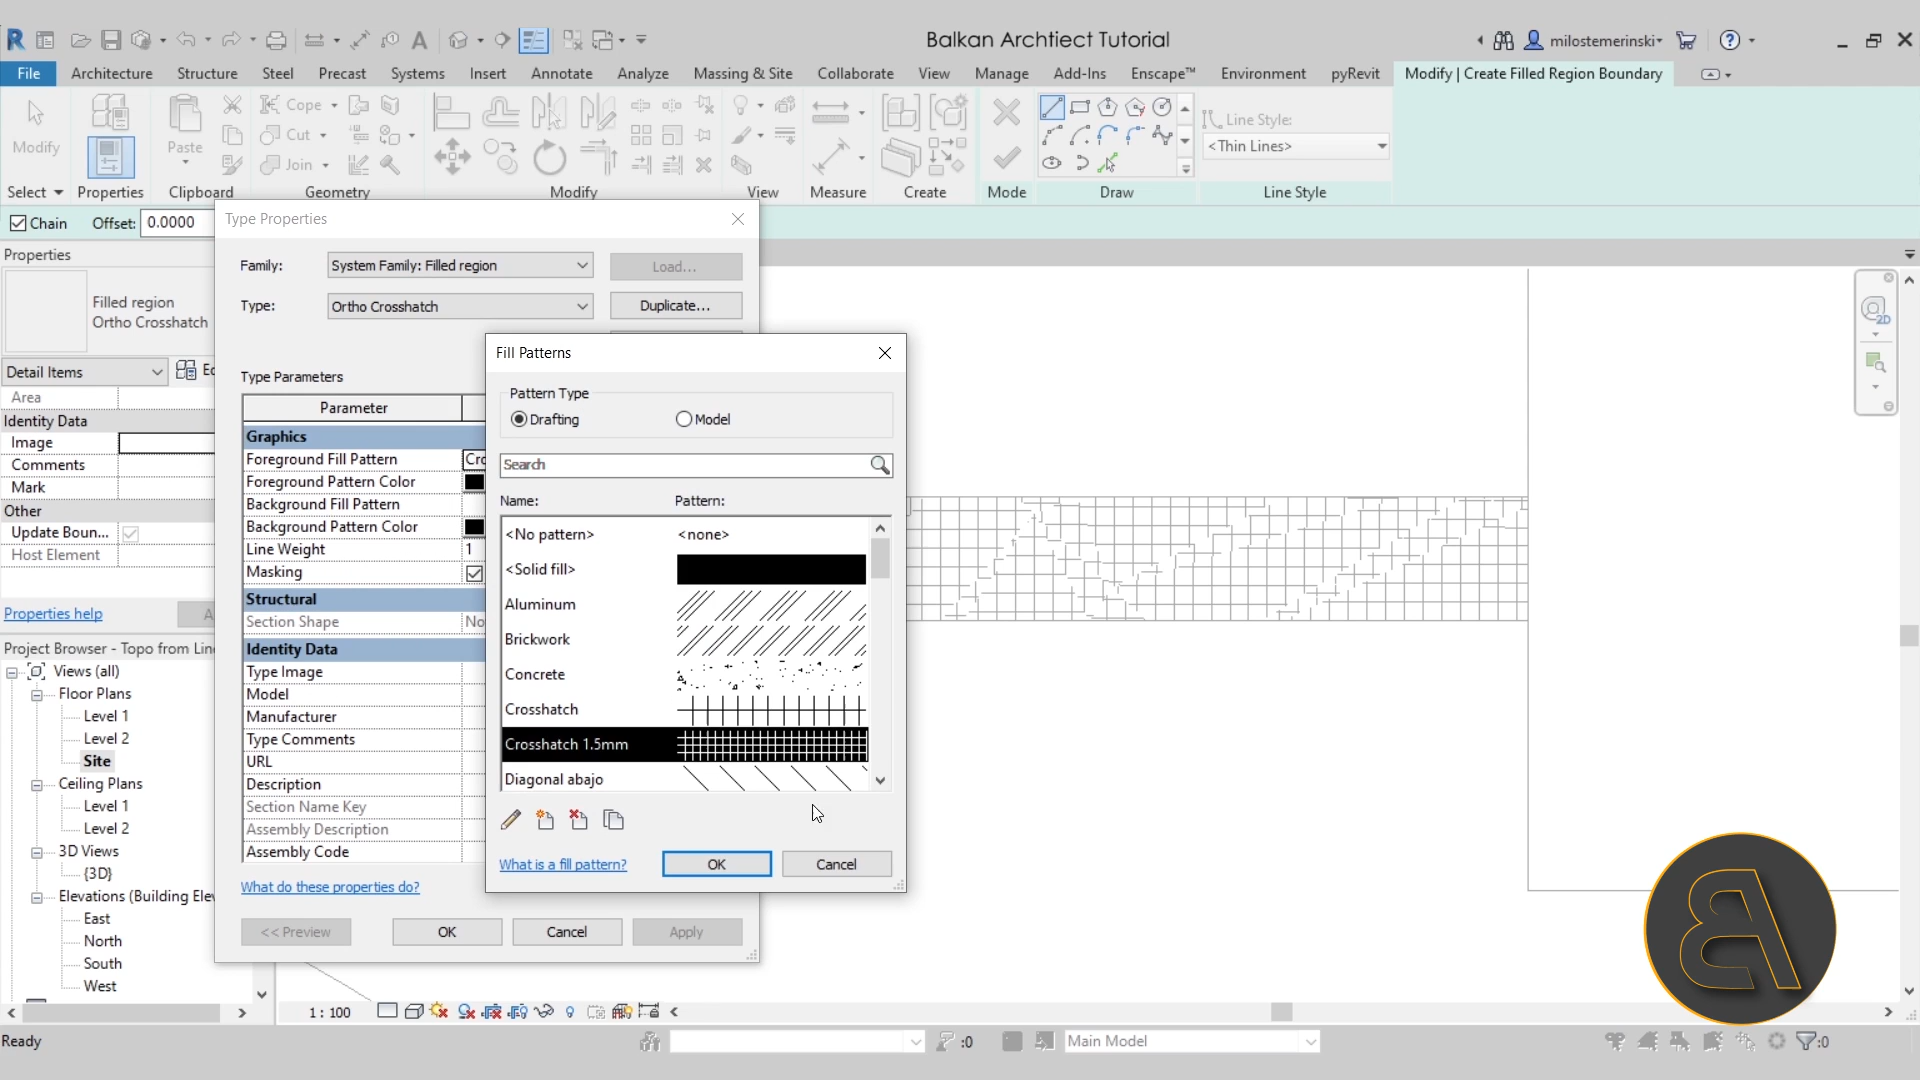 Balkan Archtiect Tutorial
milostemerinski
File
Architecture
Structure
Steel
Precast
Systems
Insert
Annotate
Analyze
Massing & Site
Collaborate
View
Manage
Add-Ins
Enscape™
Environment
pyRevit
Modify | Create Filled Region Boundary
Modify
Paste
Cope
Cut
Join
Line Style:
<Thin Lines>
Select
Properties
Clipboard
Geometry
Modify
View
Measure
Create
Mode
Draw
Line Style
Chain
Offset: 0.0000
Properties
Filled region
Ortho Crosshatch
Detail Items
Area
Identity Data
Image
Comments
Mark
Other
Update Boun...
Host Element
Properties help
Project Browser - Topo from Lin
Views (all)
Floor Plans
Level 1
Level 2
Site
Ceiling Plans
Level 1
Level 2
3D Views
{3D}
Elevations (Building Ele
East
North
South
West
Type Properties
Family:
System Family: Filled region
Load...
Type:
Ortho Crosshatch
Duplicate...
Type Parameters
Parameter
Graphics
Foreground Fill Pattern
Foreground Pattern Color
Background Fill Pattern
Background Pattern Color
Line Weight 1
Masking
Structural
Section Shape
Identity Data
Type Image
Model
Manufacturer
Type Comments
URL
Description
Section Name Key
Assembly Description
Assembly Code
What do these properties do?
<< Preview
OK
Cancel
Apply
Fill Patterns
Pattern Type
Drafting
Model
Search
Name:
Pattern:
<No pattern>
<none>
<Solid fill>
Aluminum
Brickwork
Concrete
Crosshatch
Crosshatch 1.5mm
Diagonal abajo
What is a fill pattern?
OK
Cancel
2D
1 : 100
Ready
:0
Main Model
:0